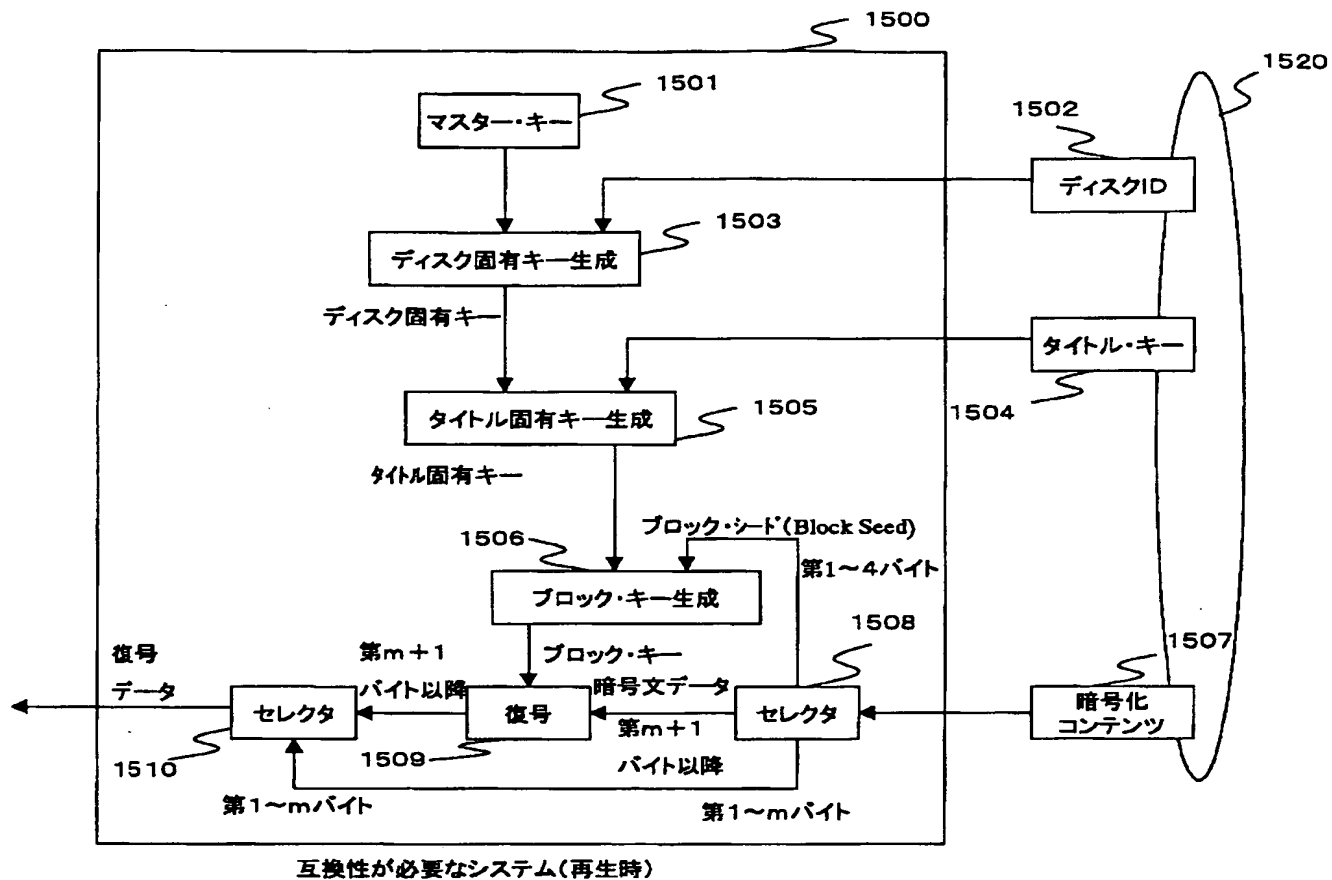 1500
1520
1501
マスター・キー
1502
ディスクID
1503
ディスク固有キー生成
ディスク固有キー
タイトル・キー
1504
1505
タイトル固有キー生成
タイトル固有キー
ブロック・シード(Block Seed)
1506
第1~4バイト
ブロック・キー生成
1508
1507
復号
データ
第m+1
バイト以降
ブロック・キー
暗号文データ
セレクタ
復号
第m+1
バイト以降
セレクタ
暗号化
コンテンツ
1510
1509
第1~mバイト
第1~mバイト
互換性が必要なシステム(再生時)